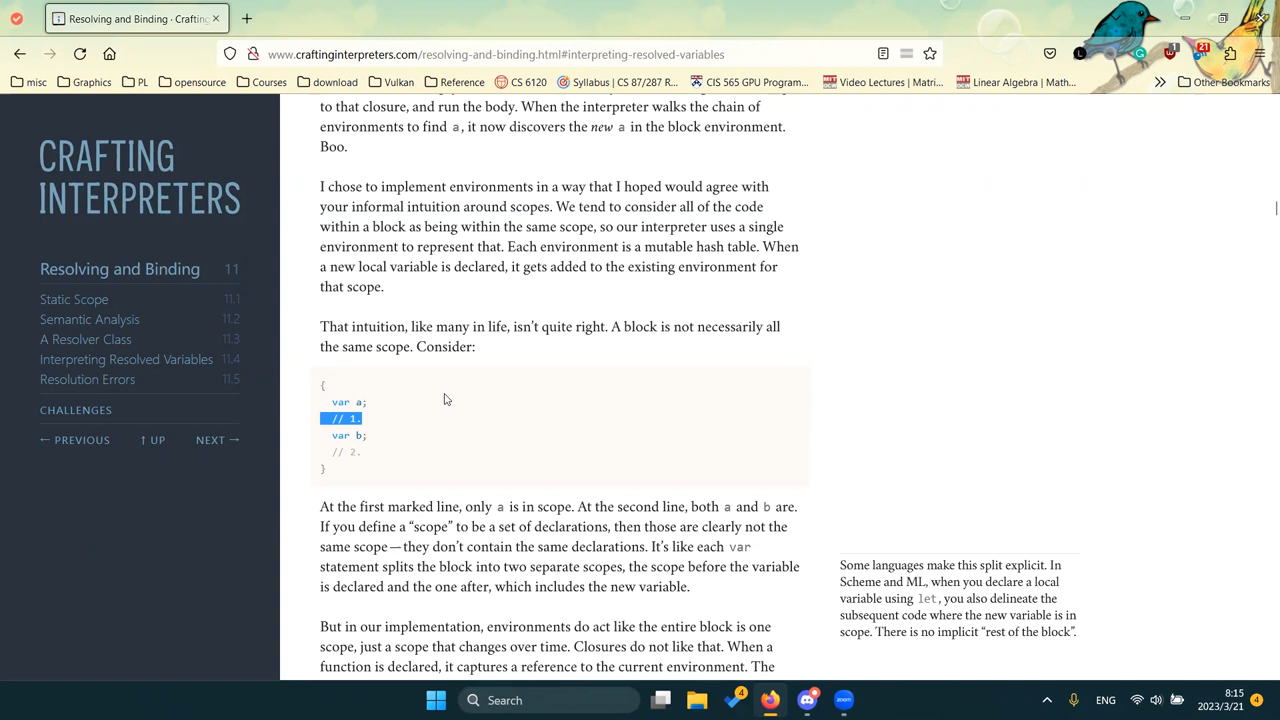 Resolving and Binding · Crafting
www.craftinginterpreters.com/resolving-and-binding.html#interpreting-resolved-variables
1
21
misc
Graphics
PL
opensource
Courses
download
Vulkan
Reference
CS 6120
Syllabus | CS 87/287 R...
CIS 565 GPU Program...
Video Lectures | Matri...
Linear Algebra | Math...
Other Bookmarks
CRAFTING
INTERPRETERS
Resolving and Binding 11
Static Scope 11.1
Semantic Analysis 11.2
A Resolver Class 11.3
Interpreting Resolved Variables 11.4
Resolution Errors 11.5
CHALLENGES
← PREVIOUS ↑ UP NEXT →
to that closure, and run the body. When the interpreter walks the chain of
environments to find a, it now discovers the new a in the block environment.
Boo.
I chose to implement environments in a way that I hoped would agree with
your informal intuition around scopes. We tend to consider all of the code
within a block as being within the same scope, so our interpreter uses a single
environment to represent that. Each environment is a mutable hash table. When
a new local variable is declared, it gets added to the existing environment for
that scope.
That intuition, like many in life, isn’t quite right. A block is not necessarily all
the same scope. Consider:
{
var a;
// 1.
var b;
// 2.
}
At the first marked line, only a is in scope. At the second line, both a and b are.
If you define a “scope” to be a set of declarations, then those are clearly not the
same scope—they don’t contain the same declarations. It’s like each var
statement splits the block into two separate scopes, the scope before the variable
is declared and the one after, which includes the new variable.
But in our implementation, environments do act like the entire block is one
scope, just a scope that changes over time. Closures do not like that. When a
function is declared, it captures a reference to the current environment. The
Some languages make this split explicit. In
Scheme and ML, when you declare a local
variable using let, you also delineate the
subsequent code where the new variable is in
scope. There is no implicit “rest of the block”.
Search
4
zoom
ENG
8:15
2023/3/21
4